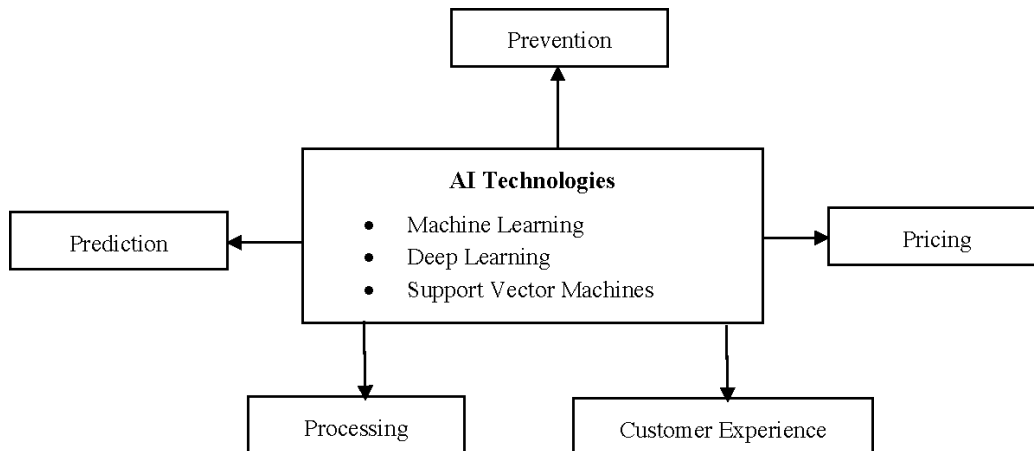 Prevention
AI Technologies
• Machine Learning
• Deep Learning
• Support Vector Machines
Prediction
Pricing
Processing
Customer Experience